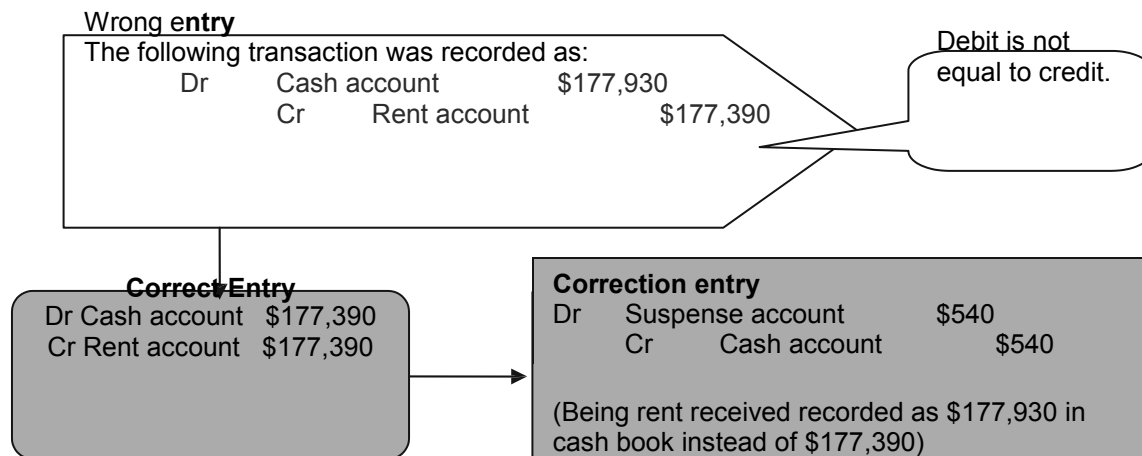 Wrong entry
The following transaction was recorded as:
Dr Cash account $177,930
Cr Rent account $177,390
Debit is not
equal to credit.
Correct Entry
Dr Cash account $177,390
Cr Rent account $177,390
Correction entry
Dr Suspense account $540
Cr Cash account $540
(Being rent received recorded as $177,930 in
cash book instead of $177,390)